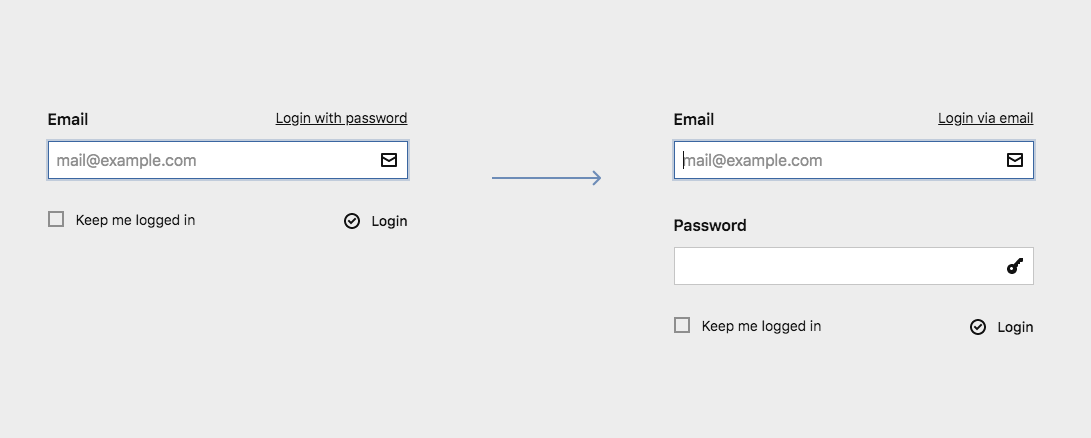 Email
Login with password
mail@example.com
Keep me logged in
Login
Email
Login via email
mail@example.com
Password
Keep me logged in
Login